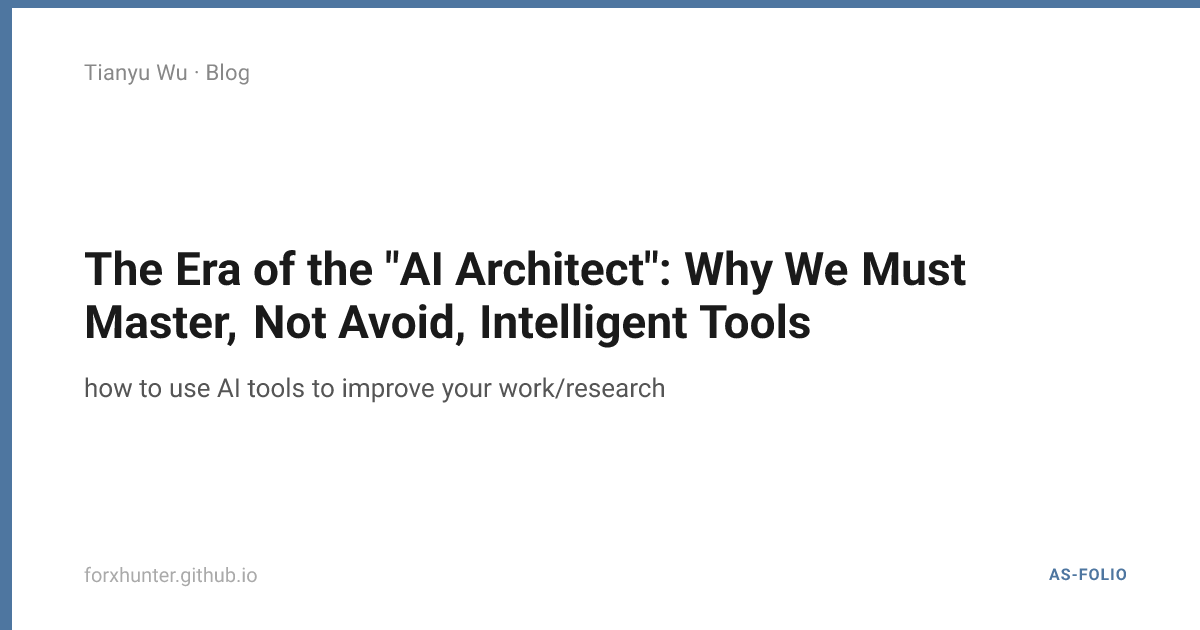 Tianyu Wu · Blog
The Era of the "AI Architect": Why We Must
Master, Not Avoid, Intelligent Tools
how to use AI tools to improve your work/research
forxhunter.github.io
AS-FOLIO